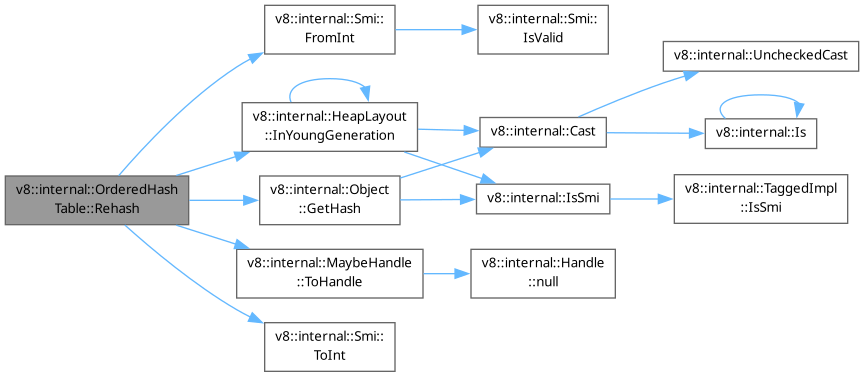 v8::internal::Smi::
FromInt
v8::internal::Smi::
IsValid
v8::internal::UncheckedCast
v8::internal::HeapLayout
::InYoungGeneration
v8::internal::Cast
v8::internal::Is
v8::internal::OrderedHash
Table::Rehash
v8::internal::Object
::GetHash
v8::internal::IsSmi
v8::internal::TaggedImpl
::IsSmi
v8::internal::MaybeHandle
::ToHandle
v8::internal::Handle
::null
v8::internal::Smi::
ToInt